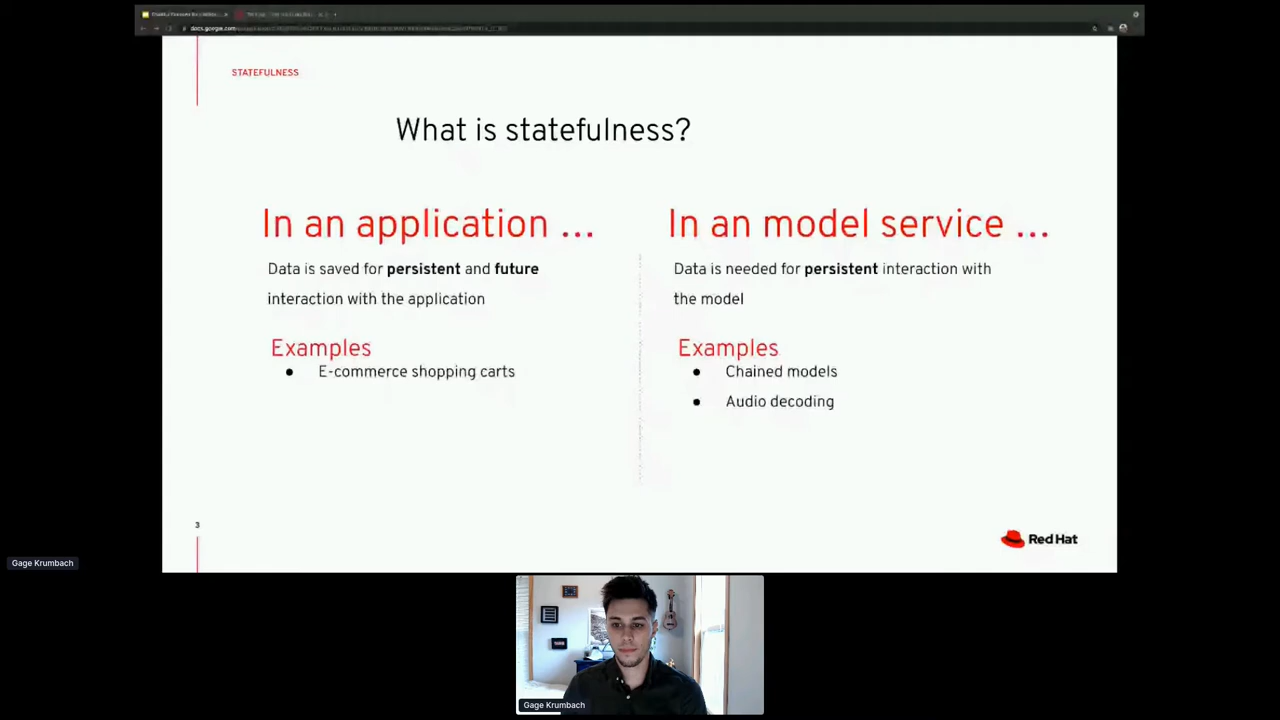 docs.google.com
STATEFULNESS
What is statefulness?
In an application ...
Data is saved for persistent and future
interaction with the application
Examples
● E-commerce shopping carts
In an model service ...
Data is needed for persistent interaction with
the model
Examples
● Chained models
● Audio decoding
3
Red Hat
Gage Krumbach
Gage Krumbach